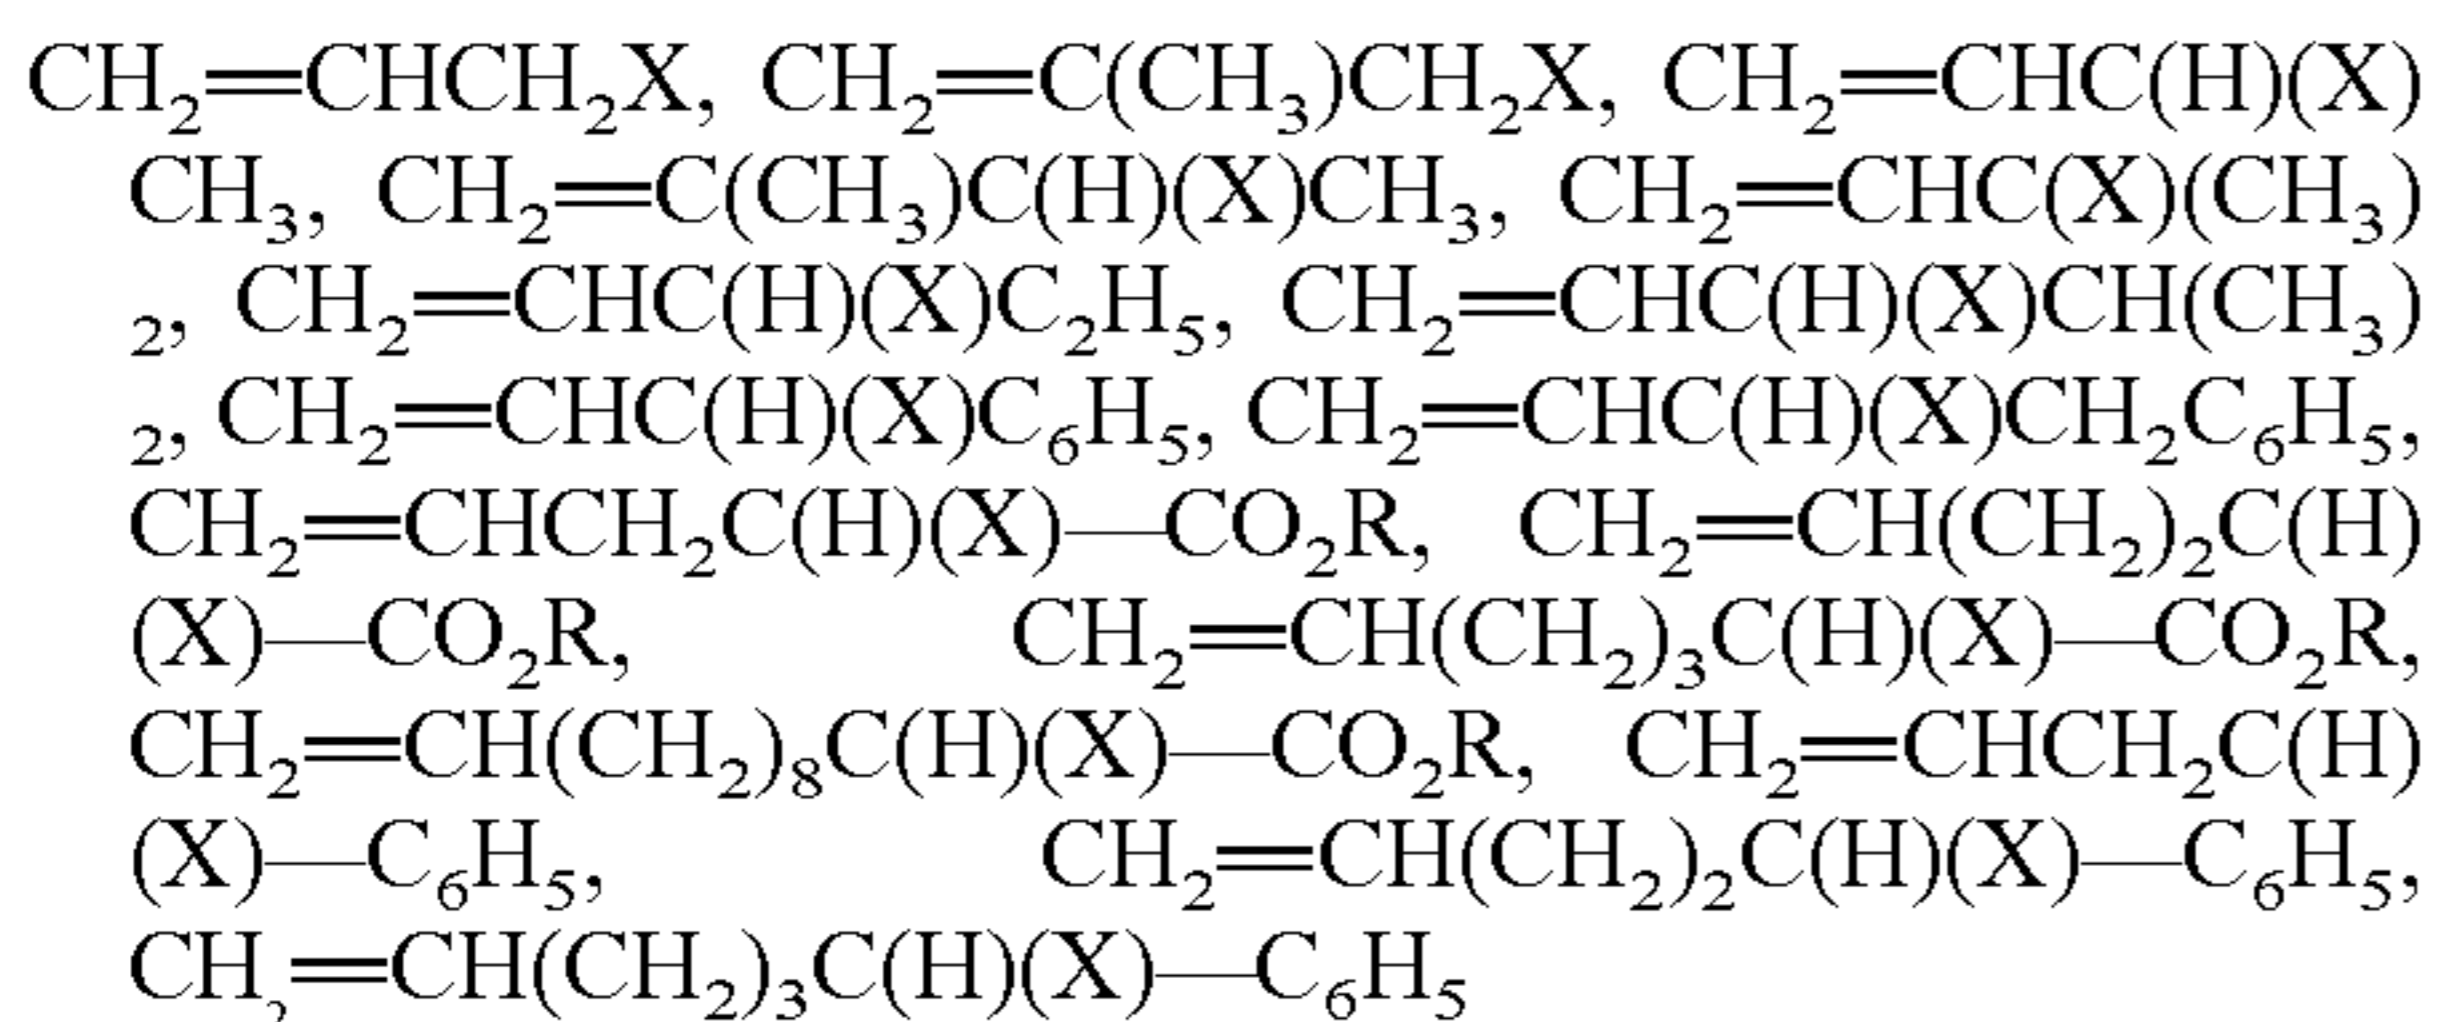 CH₂═CHCH₂X, CH₂═C(CH₃)CH₂X, CH₂═CHC(H)(X)
CH₃, CH₂═C(CH₃)C(H)(X)CH₃, CH₂═CHC(X)(CH₃)
₂, CH₂═CHC(H)(X)C₂H₅, CH₂═CHC(H)(X)CH(CH₃)
₂, CH₂═CHC(H)(X)C₆H₅, CH₂═CHC(H)(X)CH₂C₆H₅,
CH₂═CHCH₂C(H)(X)—CO₂R, CH₂═CH(CH₂)₂C(H)
(X)—CO₂R, CH₂═CH(CH₂)₃C(H)(X)—CO₂R,
CH₂═CH(CH₂)₈C(H)(X)—CO₂R, CH₂═CHCH₂C(H)
(X)—C₆H₅, CH₂═CH(CH₂)₂C(H)(X)—C₆H₅,
CH₂═CH(CH₂)₃C(H)(X)—C₆H₅